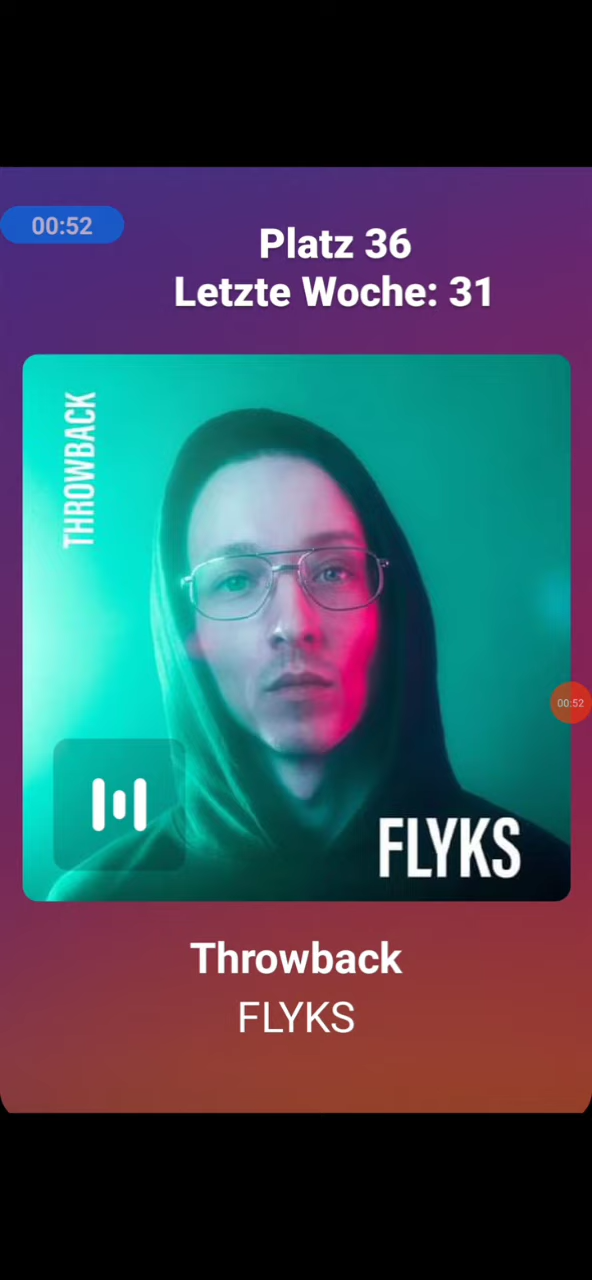 00:52
Platz 36
Letzte Woche: 31
THROWBACK
00:52
FLYKS
Throwback
FLYKS